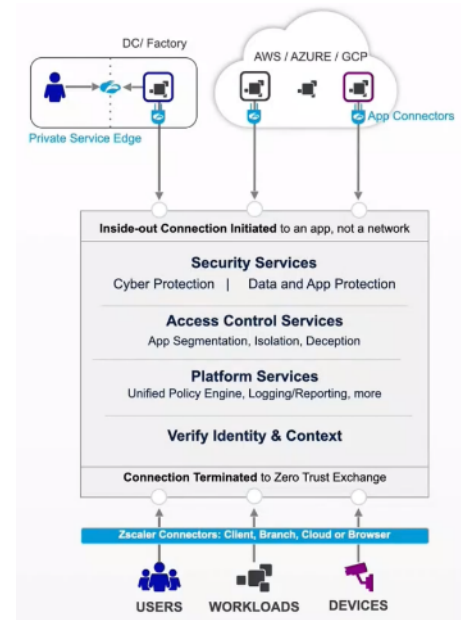 DC/ Factory
AWS / AZURE / GCP
Private Service Edge
App Connectors
Inside-out Connection Initiated to an app, not a network
Security Services
Cyber Protection | Data and App Protection
Access Control Services
App Segmentation, Isolation, Deception
Platform Services
Unified Policy Engine, Logging/Reporting, more
Verify Identity & Context
Connection Terminated to Zero Trust Exchange
Zscaler Connectors: Client, Branch, Cloud or Browser
USERS WORKLOADS DEVICES